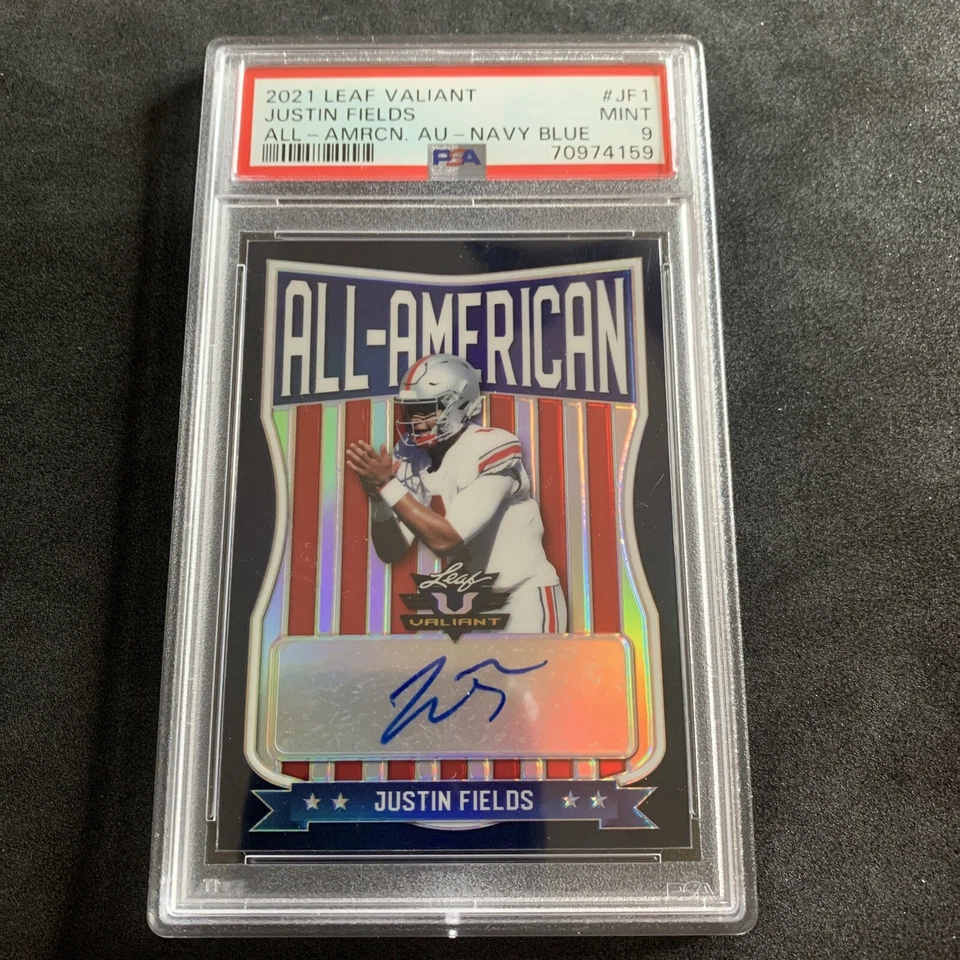 2021 LEAF VALIANT #JF1
JUSTIN FIELDS MINT
ALL-AMRCN. AU-NAVY BLUE 9
PSA 70974159
ALL-AMERICAN
Leaf
V
VALIANT
JUSTIN FIELDS
PSA